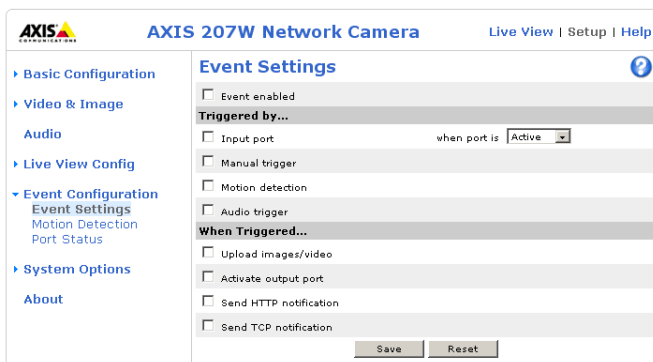 AXIS
COMMUNICATIONS
AXIS 207W Network Camera
Live View | Setup | Help
Basic Configuration
Video & Image
Audio
Live View Config
Event Configuration
Event Settings
Motion Detection
Port Status
System Options
About
Event Settings
?
Event enabled
Triggered by...
Input port when port is Active
Manual trigger
Motion detection
Audio trigger
When Triggered...
Upload images/video
Activate output port
Send HTTP notification
Send TCP notification
Save Reset